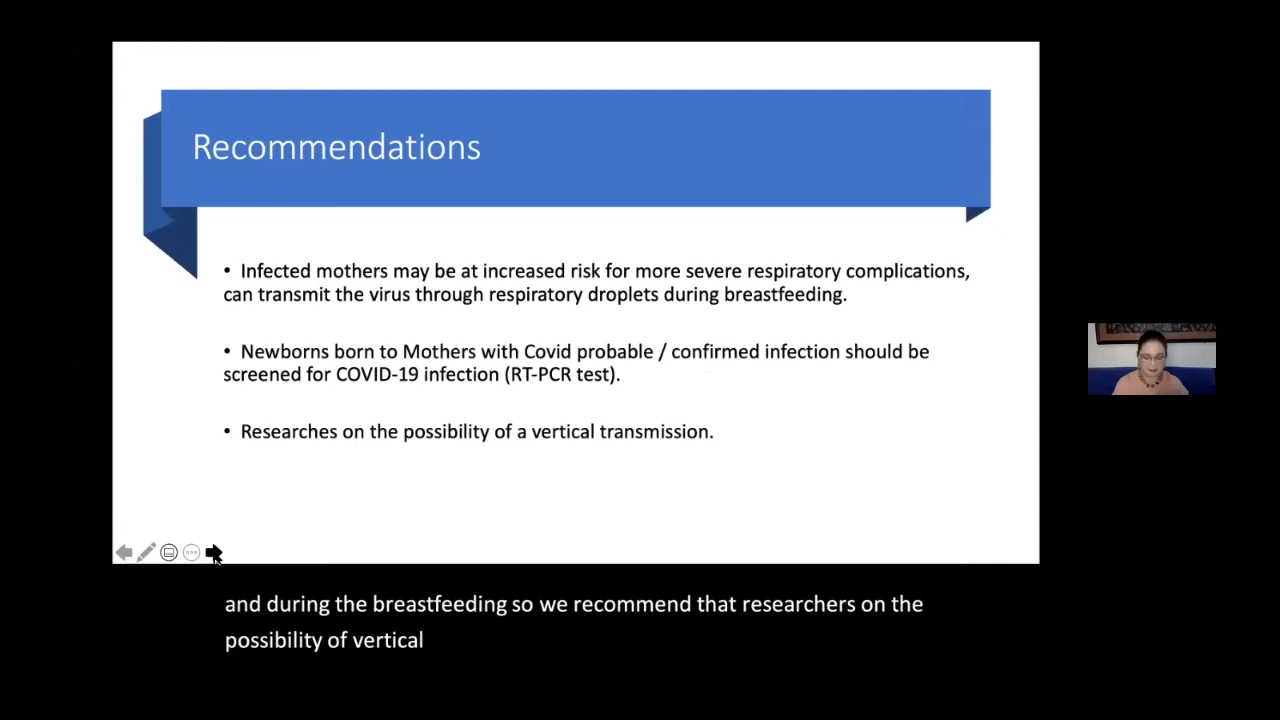 Recommendations
• Infected mothers may be at increased risk for more severe respiratory complications,
can transmit the virus through respiratory droplets during breastfeeding.
• Newborns born to Mothers with Covid probable / confirmed infection should be
screened for COVID-19 infection (RT-PCR test).
• Researches on the possibility of a vertical transmission.
and during the breastfeeding so we recommend that researchers on the
possibility of vertical